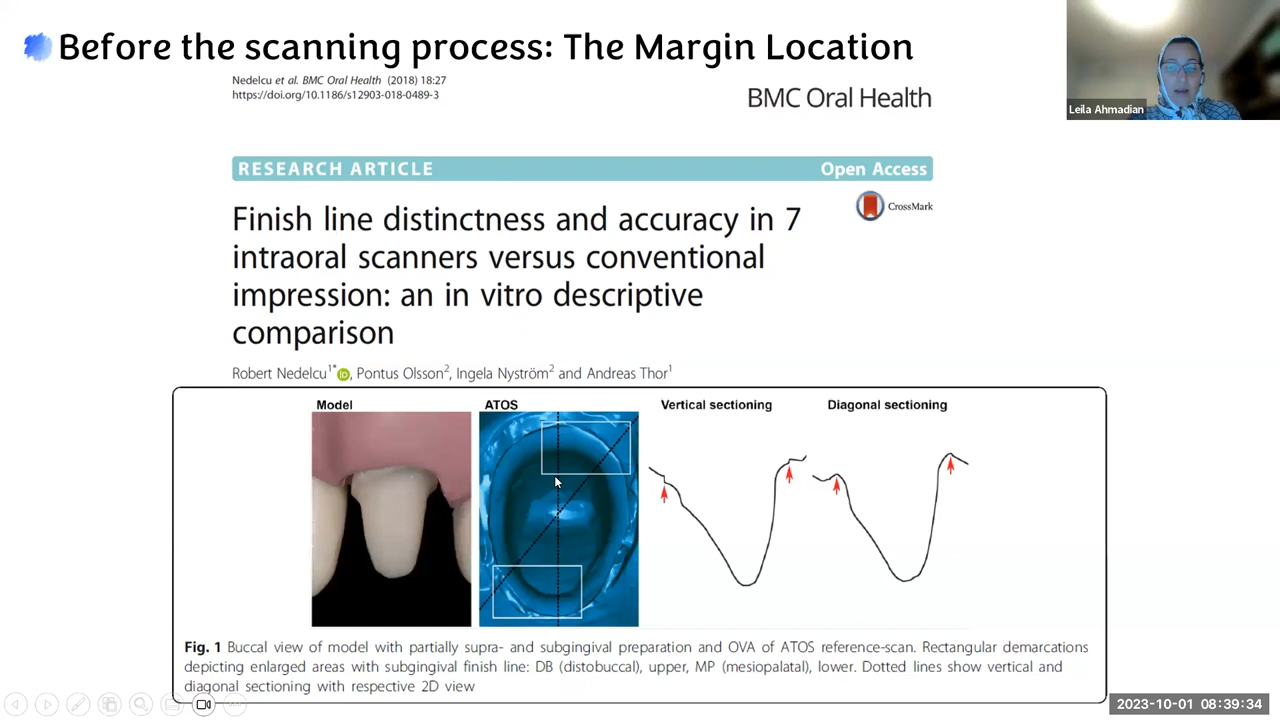 Before the scanning process: The Margin Location
Leila Ahmadian
Nedelcu et al. BMC Oral Health (2018) 18:27
https://doi.org/10.1186/s12903-018-0489-3
BMC Oral Health
RESEARCH ARTICLE
Open Access
CrossMark
Finish line distinctness and accuracy in 7
intraoral scanners versus conventional
impression: an in vitro descriptive
comparison
Robert Nedelcu1*, Pontus Olsson2, Ingela Nyström2 and Andreas Thor1
Model
ATOS
Vertical sectioning
Diagonal sectioning
Fig. 1 Buccal view of model with partially supra- and subgingival preparation and OVA of ATOS reference-scan. Rectangular demarcations
depicting enlarged areas with subgingival finish line: DB (distobuccal), upper, MP (mesiopalatal), lower. Dotted lines show vertical and
diagonal sectioning with respective 2D view
2023-10-01 08:39:34